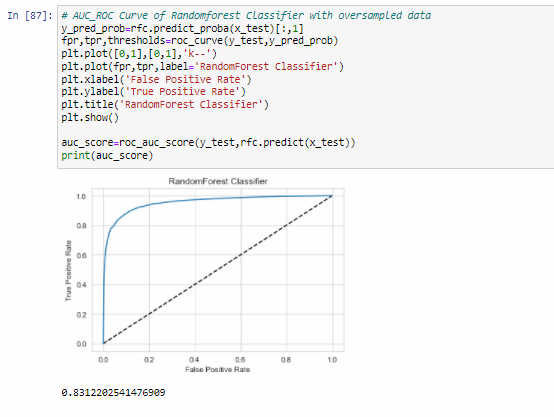 In [87]: # AUC_ROC Curve of Randomforest Classifier with oversampled data
y_pred_prob=rfc.predict_proba(x_test)[:,1]
fpr,tpr,thresholds=roc_curve(y_test,y_pred_prob)
plt.plot([0,1],[0,1],'k--')
plt.plot(fpr,tpr,label='RandomForest Classifier')
plt.xlabel('False Positive Rate')
plt.ylabel('True Positive Rate')
plt.title('RandomForest Classifier')
plt.show()
auc_score=roc_auc_score(y_test,rfc.predict(x_test))
print(auc_score)
RandomForest Classifier
True Positive Rate
1.0
0.8
0.6
0.4
0.2
0.0
0.0 0.2 0.4 0.6 0.8 1.0
False Positive Rate
0.8312202541476909